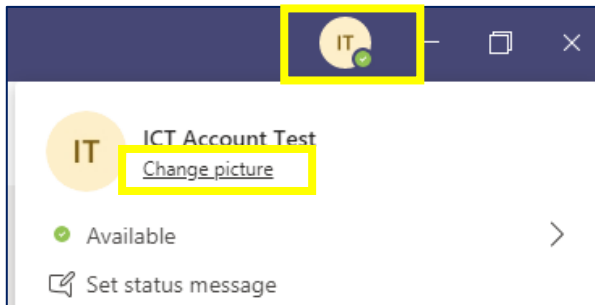 IT
IT
ICT Account Test
Change picture
Available
Set status message